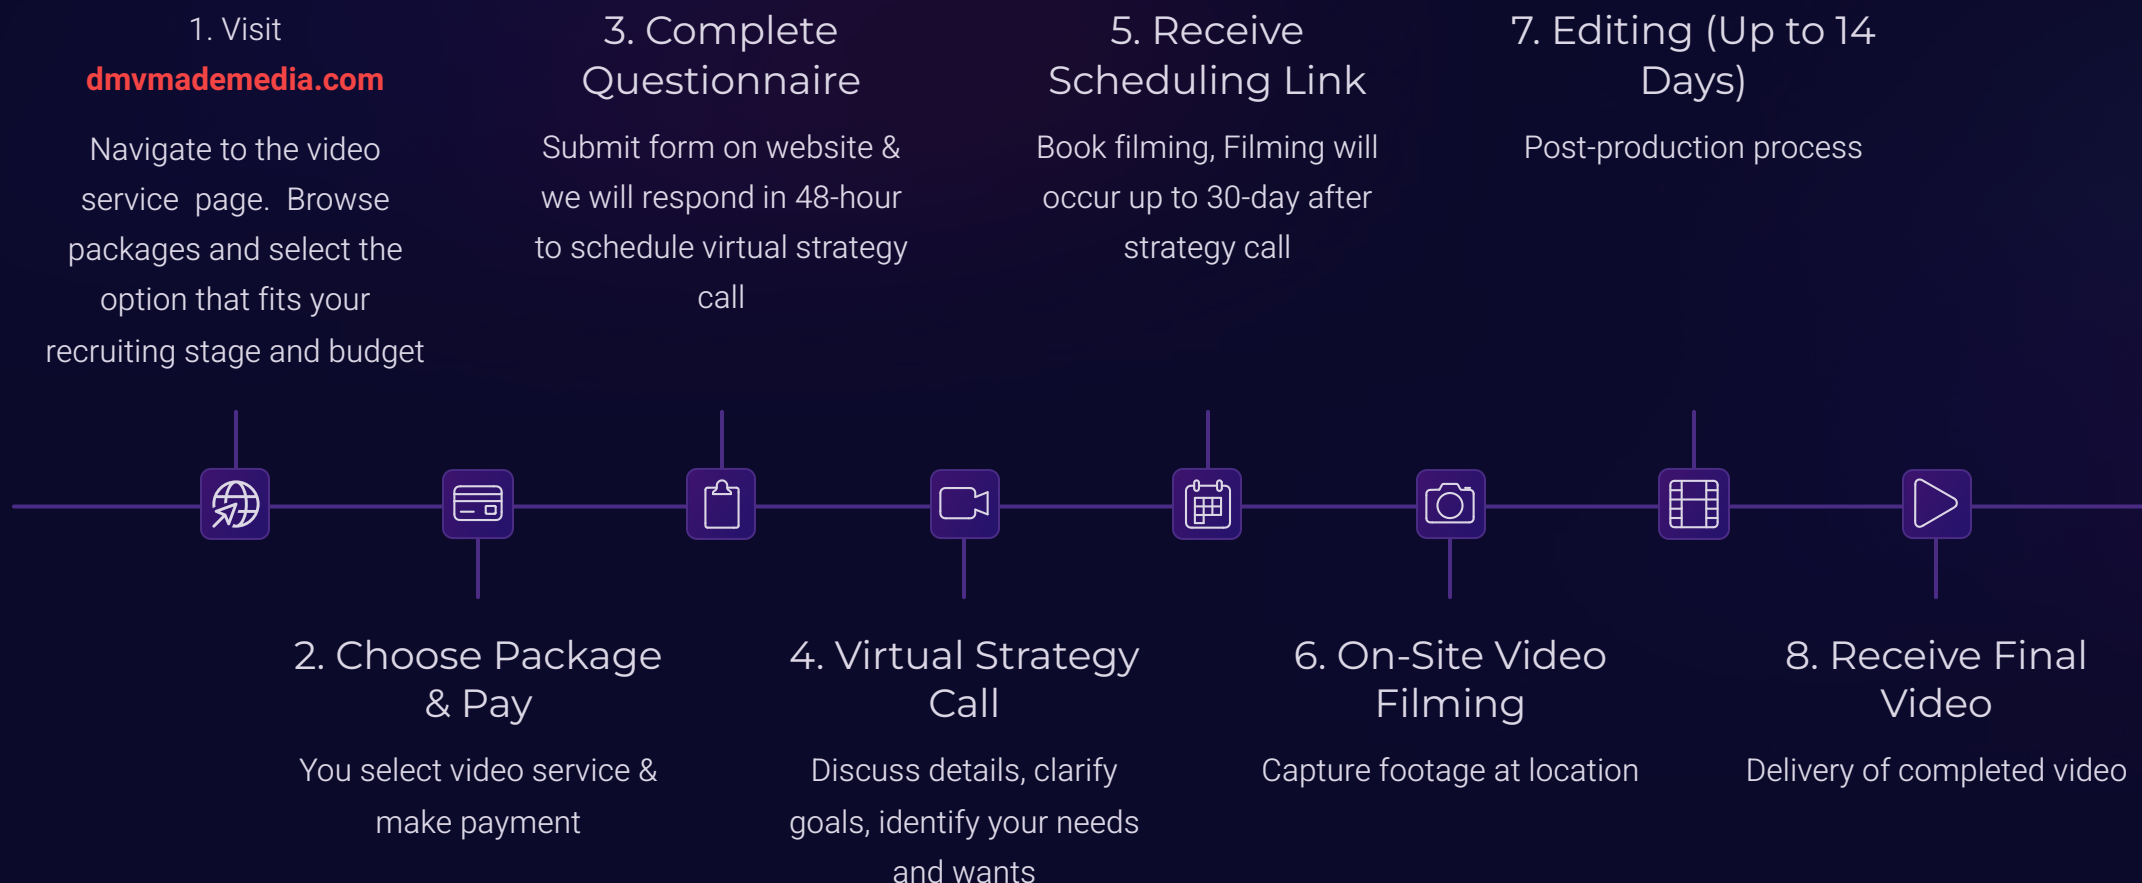 1. Visit
dmvmademedia.com
Navigate to the video
service page. Browse
packages and select the
option that fits your
recruiting stage and budget
2. Choose Package
& Pay
You select video service &
make payment
3. Complete
Questionnaire
Submit form on website &
we will respond in 48-hour
to schedule virtual strategy
call
4. Virtual Strategy
Call
Discuss details, clarify
goals, identify your needs
and wants
5. Receive
Scheduling Link
Book filming, Filming will
occur up to 30-day after
strategy call
6. On-Site Video
Filming
Capture footage at location
7. Editing (Up to 14
Days)
Post-production process
8. Receive Final
Video
Delivery of completed video